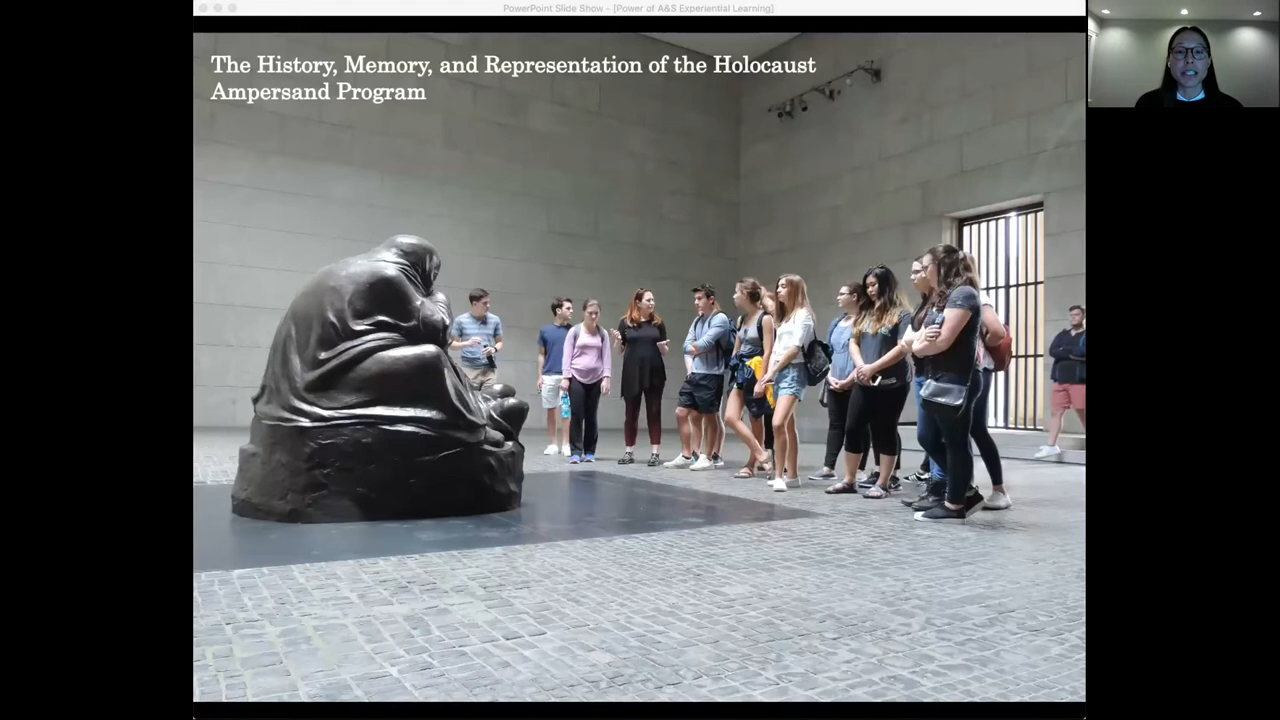 PowerPoint Slide Show - [Power of A&S Experiential Learning]
The History, Memory, and Representation of the Holocaust
Ampersand Program